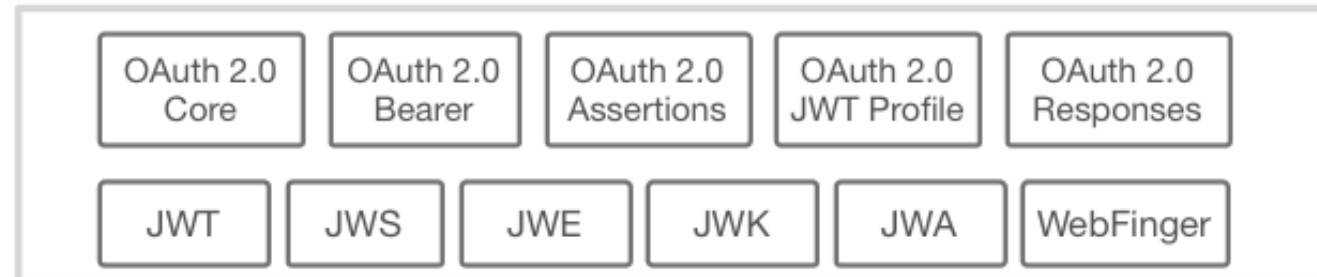 OAuth 2.0
Core
OAuth 2.0
Bearer
OAuth 2.0
Assertions
OAuth 2.0
JWT Profile
OAuth 2.0
Responses
JWT
JWS
JWE
JWK
JWA
WebFinger